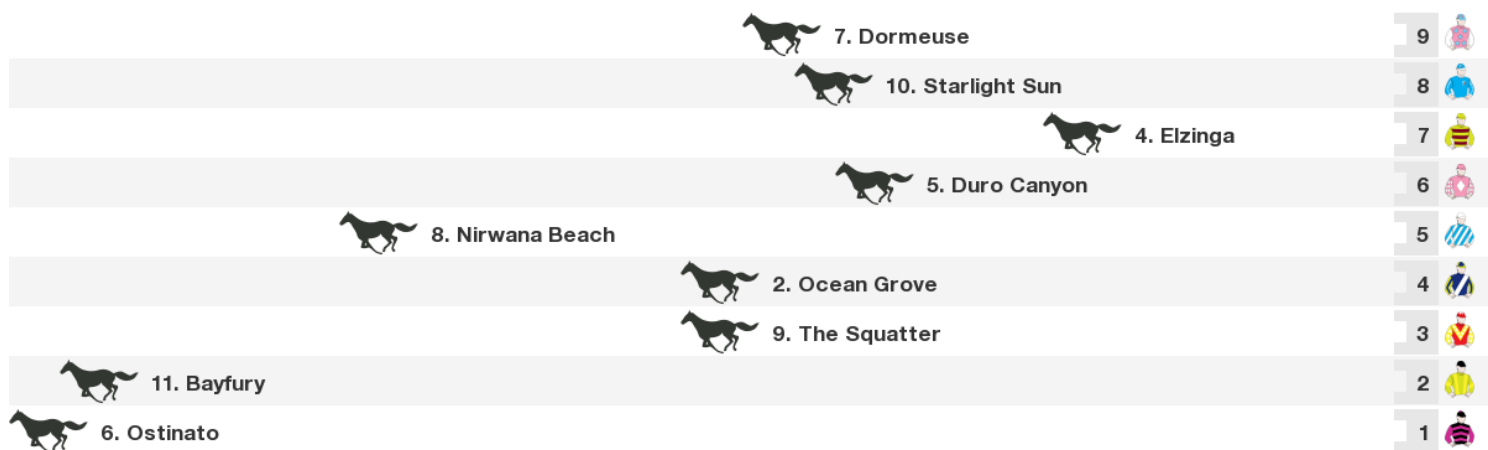 7. Dormeuse 9
10. Starlight Sun 8
4. Elzinga 7
5. Duro Canyon 6
8. Nirwana Beach 5
2. Ocean Grove 4
9. The Squatter 3
11. Bayfury 2
6. Ostinato 1